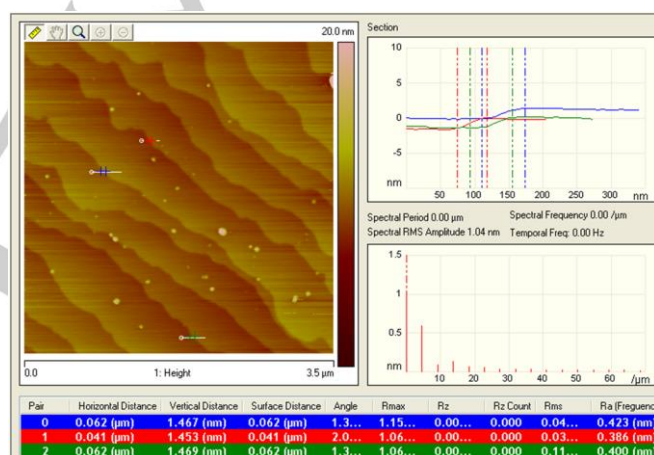 20.0 nm
0.0
1: Height
3.5 µm
Section
10
5
0
-5
nm
50
100
150
200
250
300
nm
Spectral Period 0.00 µm
Spectral Frequency 0.00 /µm
Spectral RMS Amplitude 1.04 nm
Temporal Freq: 0.00 Hz
1.5
1
0.5
nm
10
20
30
40
50
60
/µm
Pair Horizontal Distance Vertical Distance Surface Distance Angle Rmax Rz Rz Count Rms Ra (Frequenc
0 0.062 (µm) 1.467 (nm) 0.062 (µm) 1.3... 1.15... 0.00... 0.000 0.04... 0.423 (nm)
1 0.041 (µm) 1.453 (nm) 0.041 (µm) 2.0... 1.06... 0.00... 0.000 0.03... 0.386 (nm)
2 0.062 (µm) 1.469 (nm) 0.062 (µm) 1.3... 1.06... 0.00... 0.000 0.11... 0.400 (nm)